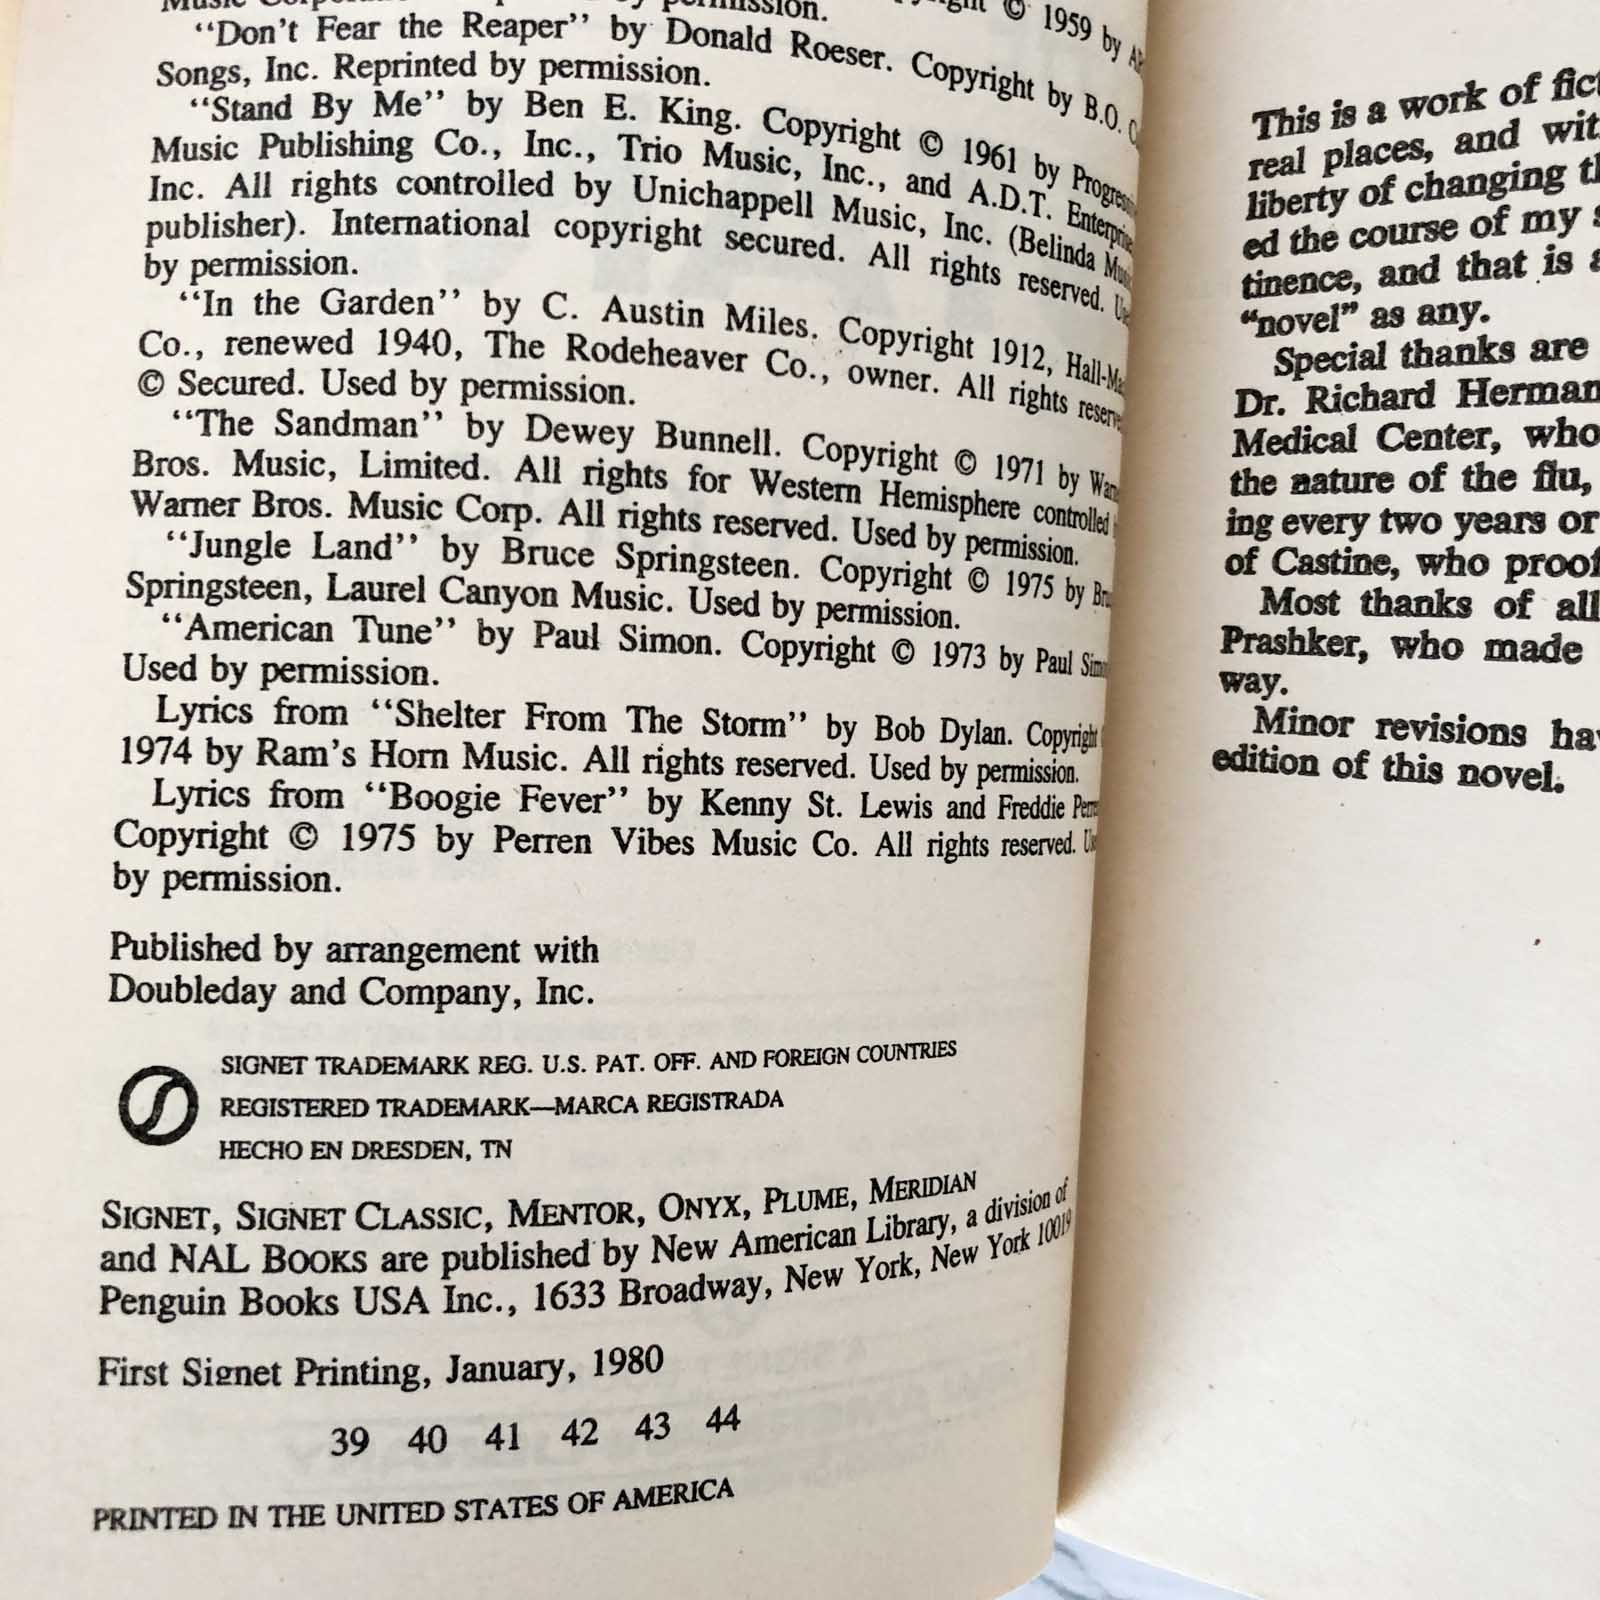 Music permission. © 1959 by
“Don’t Fear the Reaper” by Donald Roeser. Copyright by B.O.
Songs, Inc. Reprinted by permission.
“Stand By Me” by Ben E. King. Copyright © 1961 by
Music Publishing Co., Inc., Trio Music, Inc., and A.D.T.
Inc. All rights controlled by Unichappell Music, Inc. (Belinda
publisher). International copyright secured. All rights reserved.
by permission.
“In the Garden” by C. Austin Miles. Copyright 1912,
Co., renewed 1940, The Rodeheaver Co., owner. All rights
© Secured. Used by permission.
“The Sandman” by Dewey Bunnell. Copyright © 1971 by
Bros. Music, Limited. All rights for Western Hemisphere controlled
Warner Bros. Music Corp. All rights reserved. Used by permission.
“Jungle Land” by Bruce Springsteen. Copyright © 1975 by
Springsteen, Laurel Canyon Music. Used by permission.
“American Tune” by Paul Simon. Copyright © 1973 by Paul
Used by permission.
Lyrics from “Shelter From The Storm” by Bob Dylan. Copyright
1974 by Ram’s Horn Music. All rights reserved. Used by permission.
Lyrics from “Boogie Fever” by Kenny St. Lewis and Freddie
Copyright © 1975 by Perren Vibes Music Co. All rights reserved.
by permission.
Published by arrangement with
Doubleday and Company, Inc.
SIGNET TRADEMARK REG. U.S. PAT. OFF. AND FOREIGN COUNTRIES
REGISTERED TRADEMARK—MARCA REGISTRADA
HECHO EN DRESDEN, TN
SIGNET, SIGNET CLASSIC, MENTOR, ONYX, PLUME, MERIDIAN
and NAL BOOKS are published by New American Library, a division of
Penguin Books USA Inc., 1633 Broadway, New York, New York 10019
First Signet Printing, January, 1980
39 40 41 42 43 44
PRINTED IN THE UNITED STATES OF AMERICA
This is a work of
real places, and
liberty of changing
ed the course of my
tinence, and that is
“novel” as any.
Special thanks are
Dr. Richard
Medical Center, who
the nature of the flu,
ing every two years or
of Castine, who
Most thanks of all
Prashker, who made
way.
Minor revisions
edition of this novel.